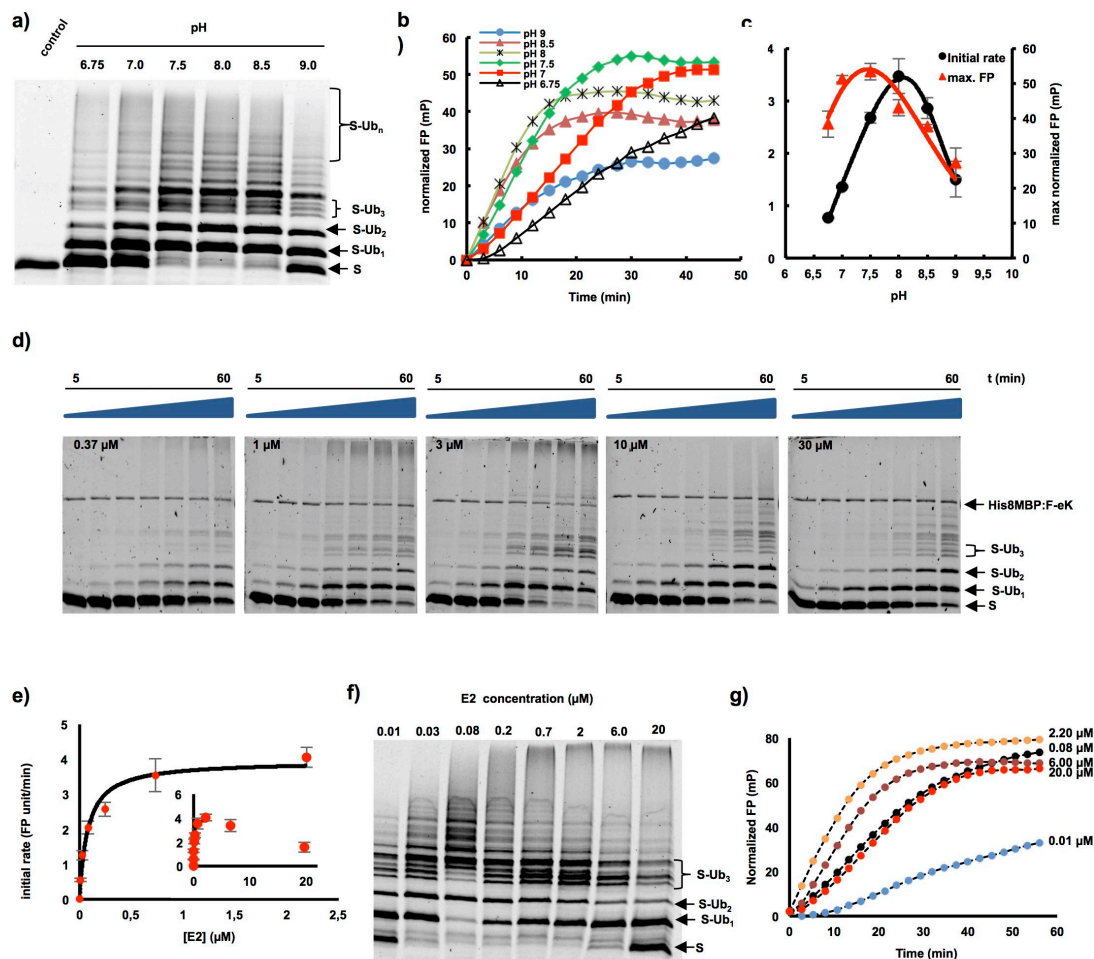 a)
control
pH
6.75 7.0 7.5 8.0 8.5 9.0
S-Ubn
S-Ub3
S-Ub2
S-Ub1
S
b
)
pH 9
pH 8.5
pH 8
pH 7.5
pH 7
pH 6.75
normalized FP (mP)
60
50
40
30
20
10
0
0 10 20 30 40 50
Time (min)
c
Initial rate
max. FP
4
3
2
1
0
60
50
40
30
20
10
0
max normalized FP (mP)
6,5 7 7,5 8 8,5 9 9,5 10
pH
d)
5 60 5 60 5 60 5 60 5 60 t (min)
0.37 µM 1 µM 3 µM 10 µM 30 µM
His8MBP:F-eK
S-Ub3
S-Ub2
S-Ub1
S
e)
initial rate (FP unit/min)
5
4
3
2
1
0
6
4
2
0
0 10 20
0 0,5 1 1,5 2 2,5
[E2] (µM)
f)
E2 concentration (µM)
0.01 0.03 0.08 0.2 0.7 2 6.0 20
S-Ub3
S-Ub2
S-Ub1
S
g)
Normalized FP (mP)
80
60
40
20
0
2.20 µM
0.08 µM
6.00 µM
20.0 µM
0.01 µM
0 10 20 30 40 50 60
Time (min)